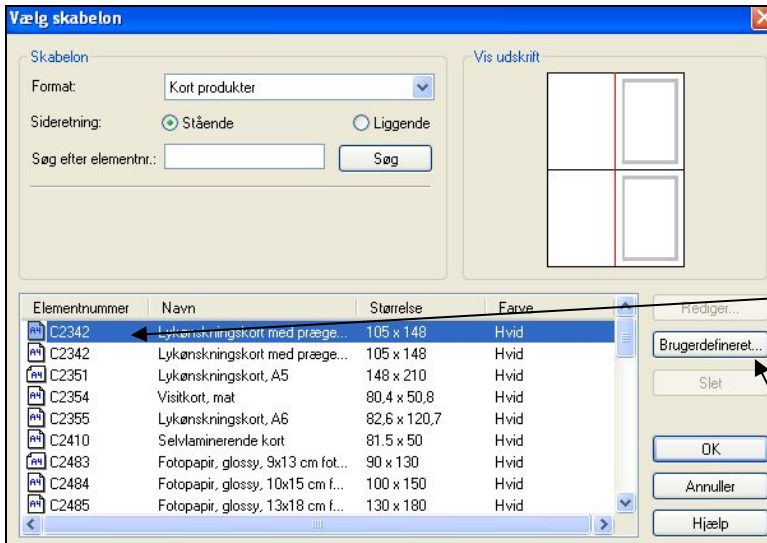 Vælg skabelon
Skabelon
Format: Kort produkter
Sideretning: Stående Liggende
Søg efter elementnr.: Søg
Vis udskrift
Elementnummer Navn Størrelse Farve
C2342 Lykønskningskort med præge... 105 x 148 Hvid
C2342 Lykønskningskort med præge... 105 x 148 Hvid
C2351 Lykønskningskort, A5 148 x 210 Hvid
C2354 Visitkort, mat 80,4 x 50,8 Hvid
C2355 Lykønskningskort, A6 82,6 x 120,7 Hvid
C2410 Selvlaminerende kort 81.5 x 50 Hvid
C2483 Fotopapir, glossy, 9x13 cm fot... 90 x 130 Hvid
C2484 Fotopapir, glossy, 10x15 cm f... 100 x 150 Hvid
C2485 Fotopapir, glossy, 13x18 cm f... 130 x 180 Hvid
Rediger...
Brugerdefineret...
Slet
OK
Annuller
Hjælp